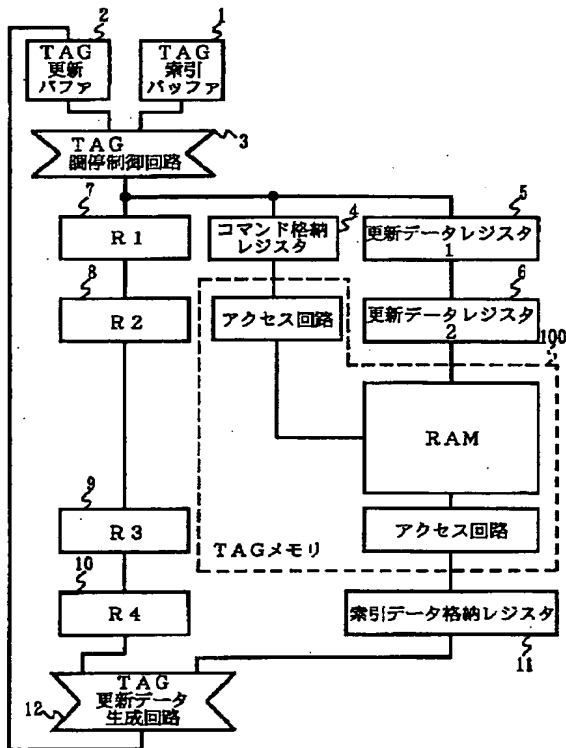 2
1
TAG
更新
バファ
TAG
索引
バッファ
TAG
調停制御回路
3
7
R1
4
コマンド格納
レジスタ
5
更新データレジスタ
1
8
R2
アクセス回路
6
更新データレジスタ
2
100
RAM
9
R3
TAGメモリ
アクセス回路
10
R4
索引データ格納レジスタ
11
12
TAG
更新データ
生成回路